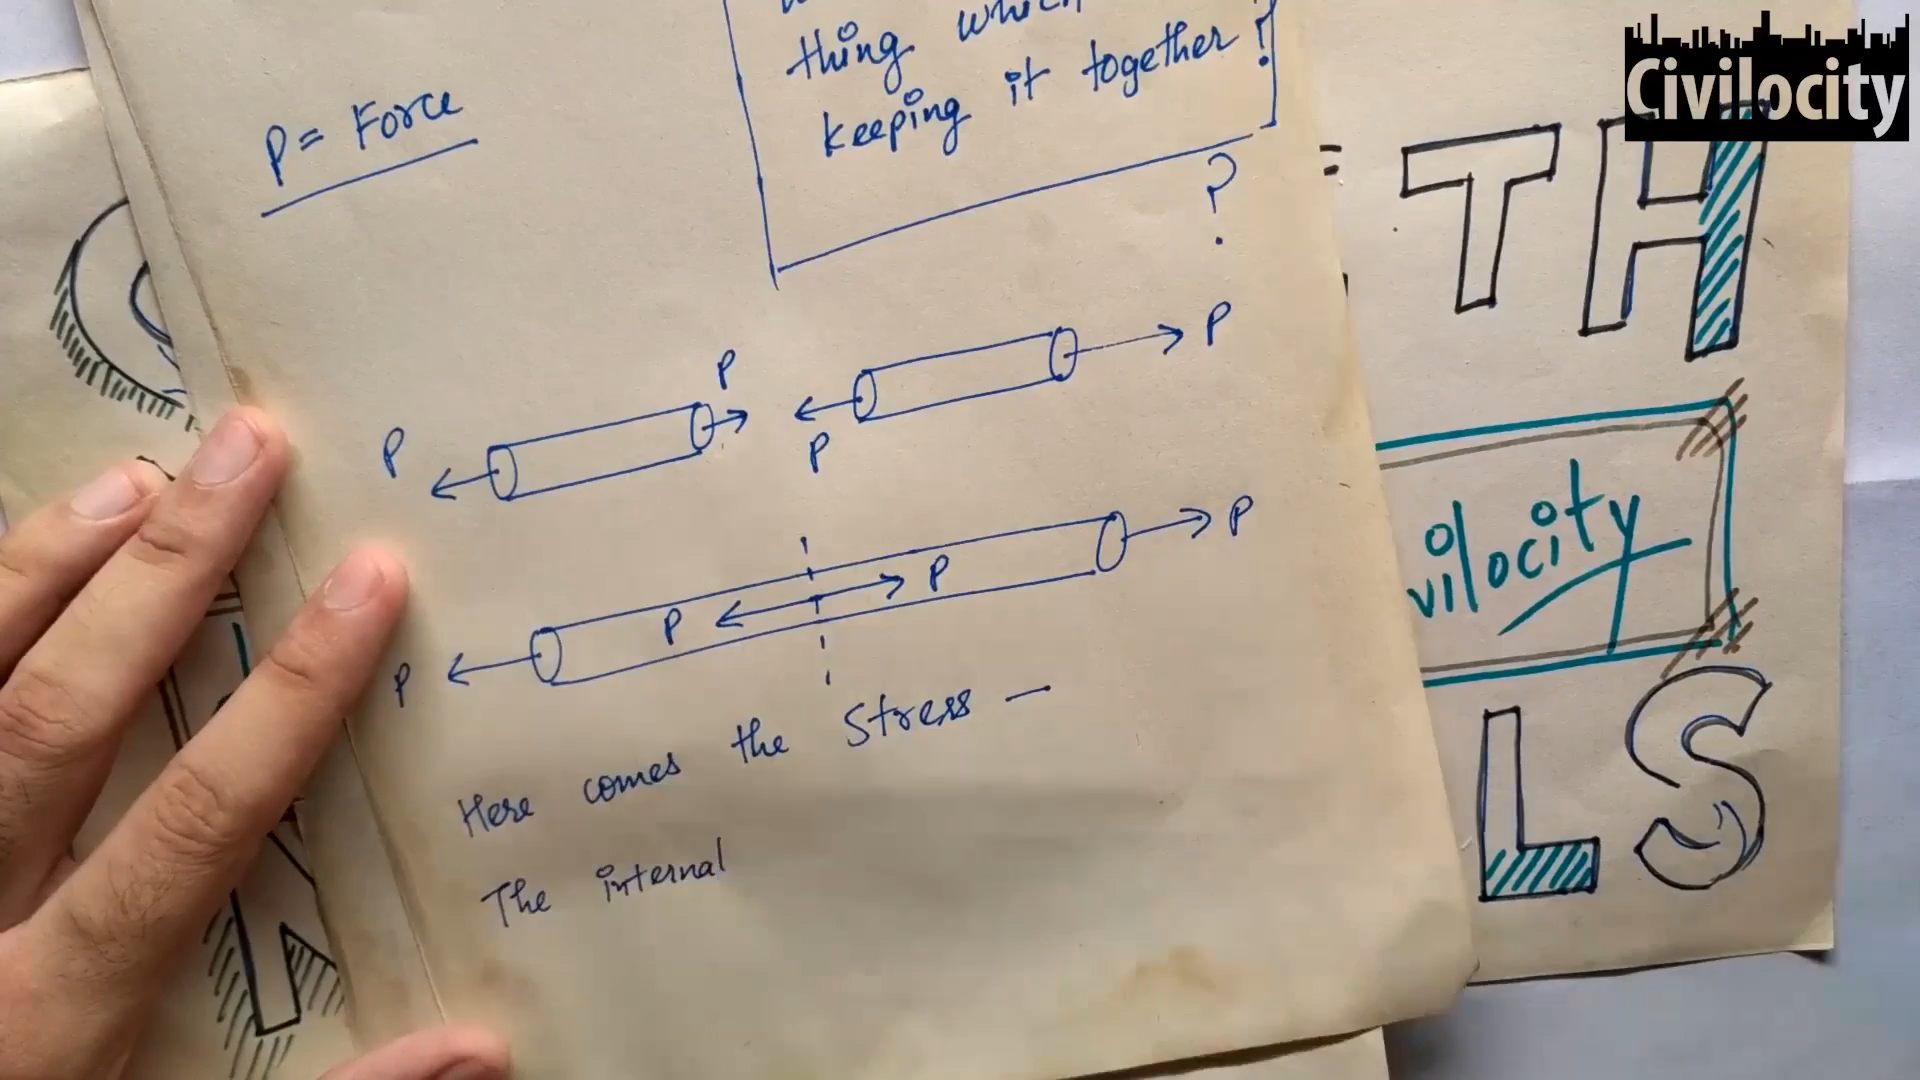 thing which
keeping it together!
?
P = Force
Civilocity
TH
P
P
P
P
P
P
P
P
vilocity
Here comes the Stress —
The internal
LS